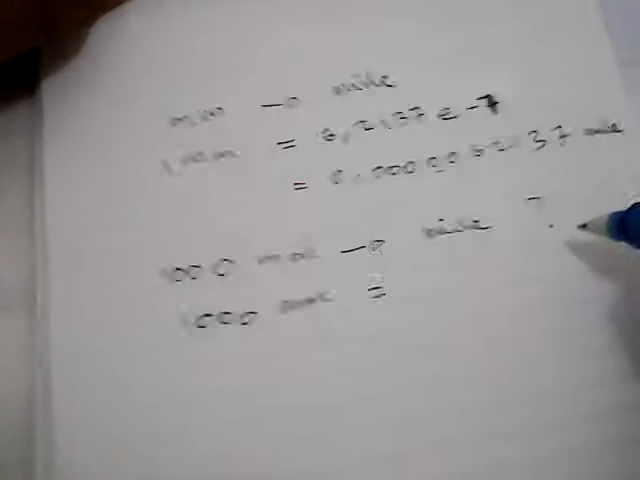 mm → mile
1 mm = 6,2137 e-7
= 0.00000062137 mile
1000 mm → mile ?
1000 mm =